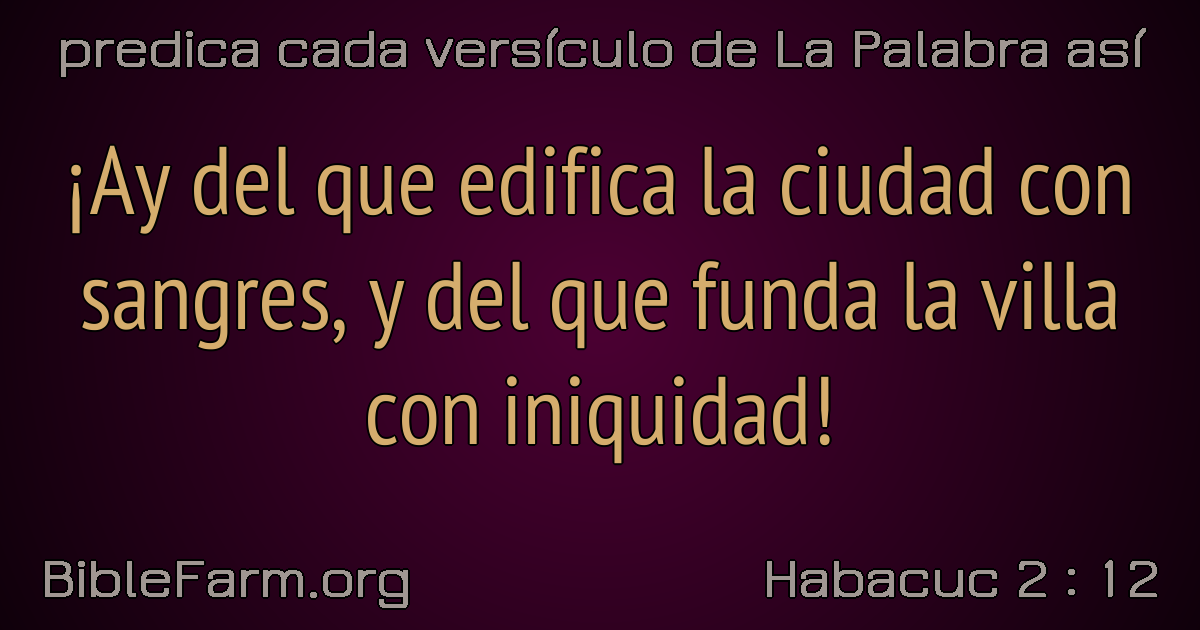 predica cada versículo de La Palabra así
¡Ay del que edifica la ciudad con
sangres, y del que funda la villa
con iniquidad!
BibleFarm.org
Habacuc 2 : 12